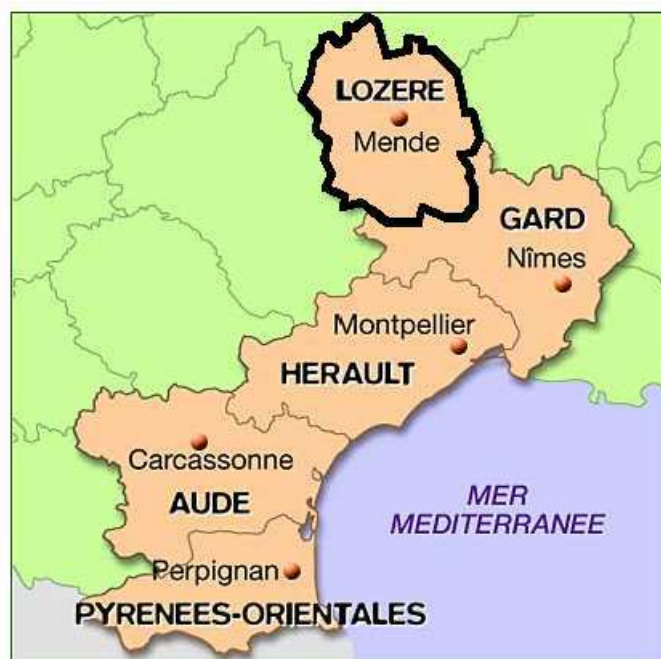 LOZERE
Mende
GARD
Nîmes
Montpellier
HERAULT
Carcassonne
AUDE
MER
MEDITERRANEE
Perpignan
PYRENEES-ORIENTALES